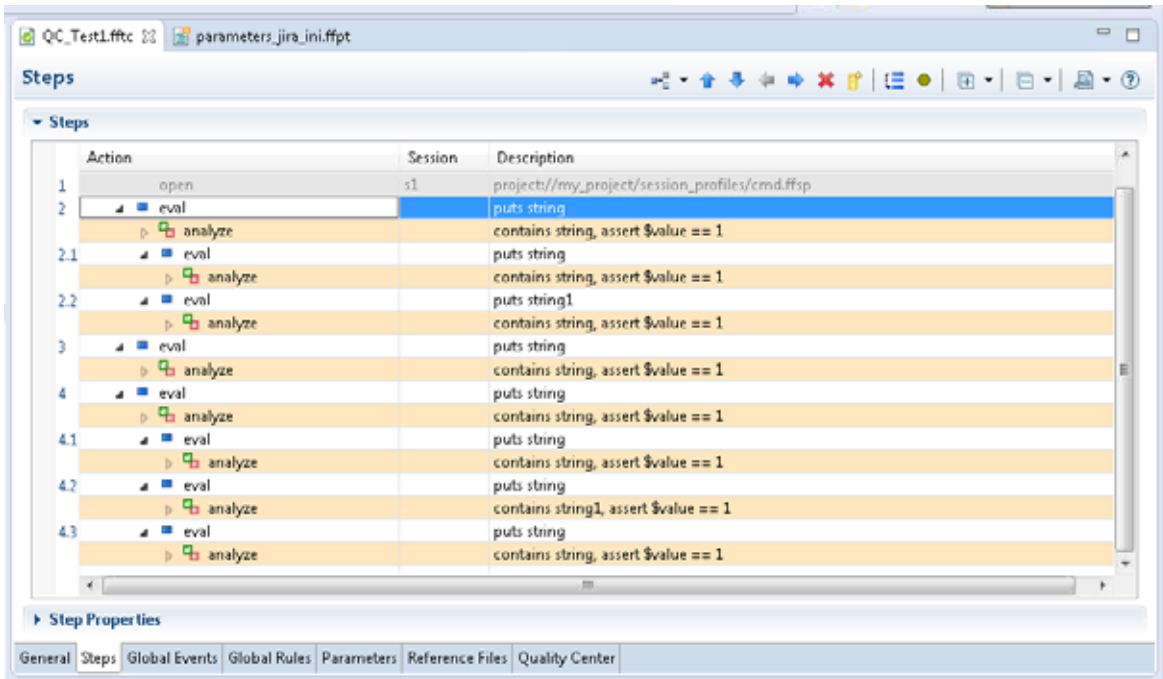 QC_Test1.fftc parameters_jira_ini.ffpt
Steps
Steps
Action Session Description
1 open s1 project://my_project/session_profiles/cmd.ffsp
2 eval puts string
analyze contains string, assert $value == 1
2.1 eval puts string
analyze contains string, assert $value == 1
2.2 eval puts string1
analyze contains string, assert $value == 1
3 eval puts string
analyze contains string, assert $value == 1
4 eval puts string
analyze contains string, assert $value == 1
4.1 eval puts string
analyze contains string, assert $value == 1
4.2 eval puts string
analyze contains string1, assert $value == 1
4.3 eval puts string
analyze contains string, assert $value == 1
Step Properties
General Steps Global Events Global Rules Parameters Reference Files Quality Center